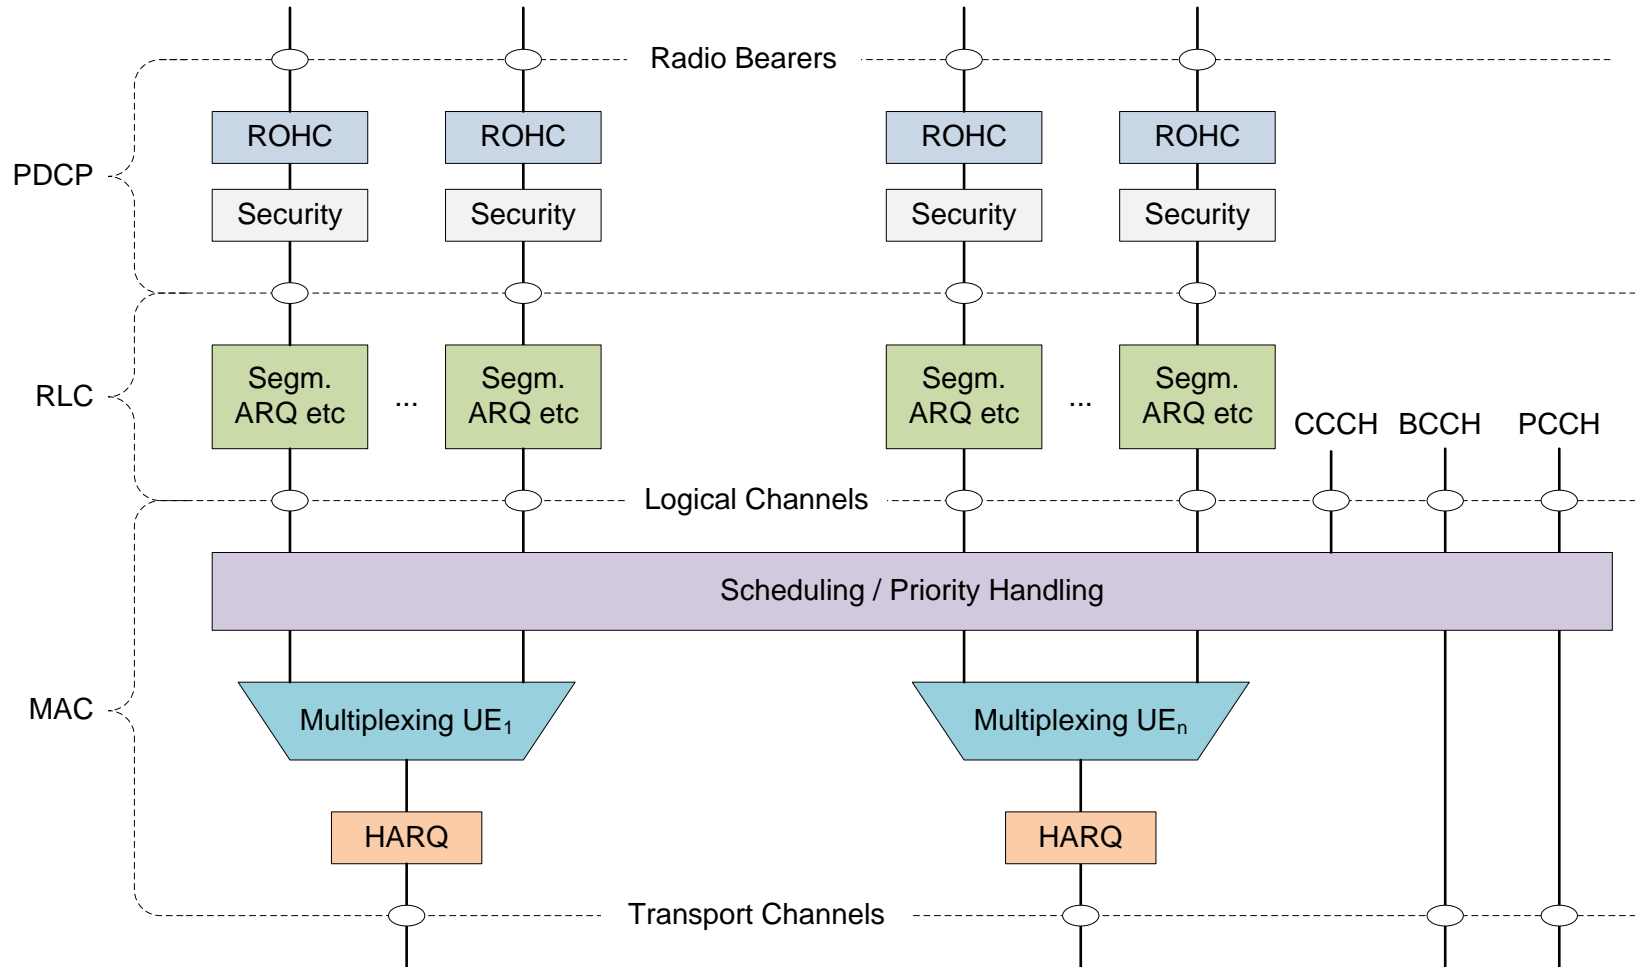 Radio Bearers
ROHC ROHC ROHC ROHC
PDCP
Security Security Security Security
Segm. Segm. Segm. Segm.
RLC
ARQ etc ... ARQ etc ARQ etc ... ARQ etc
CCCH BCCH PCCH
Logical Channels
Scheduling / Priority Handling
MAC
Multiplexing UE1 Multiplexing UEn
HARQ HARQ
Transport Channels